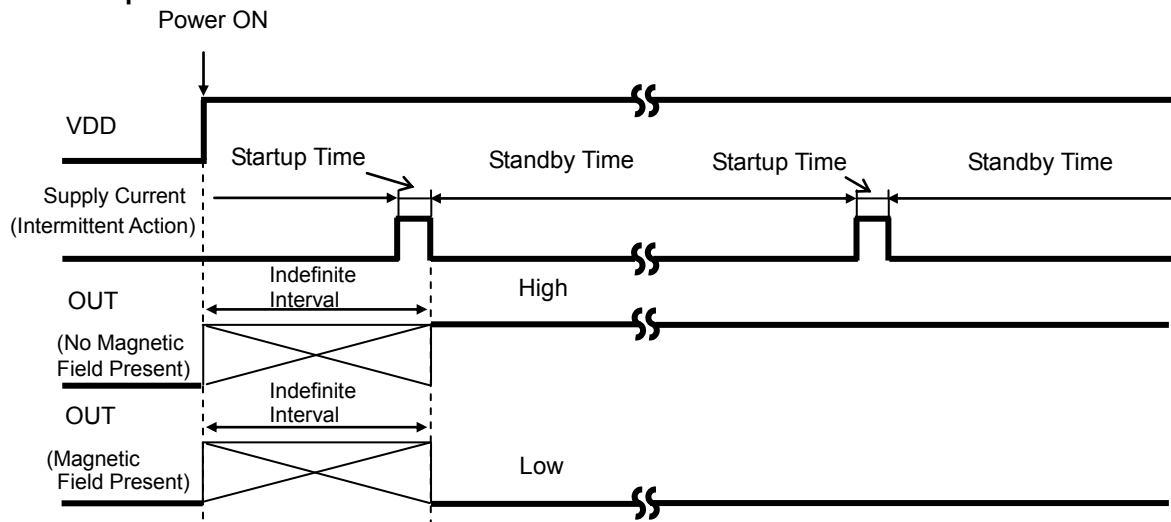 Power ON
VDD
Startup Time
Standby Time
Startup Time
Standby Time
Supply Current
(Intermittent Action)
Indefinite
Interval
High
OUT
(No Magnetic
Field Present)
Indefinite
Interval
OUT
(Magnetic
Field Present)
Low